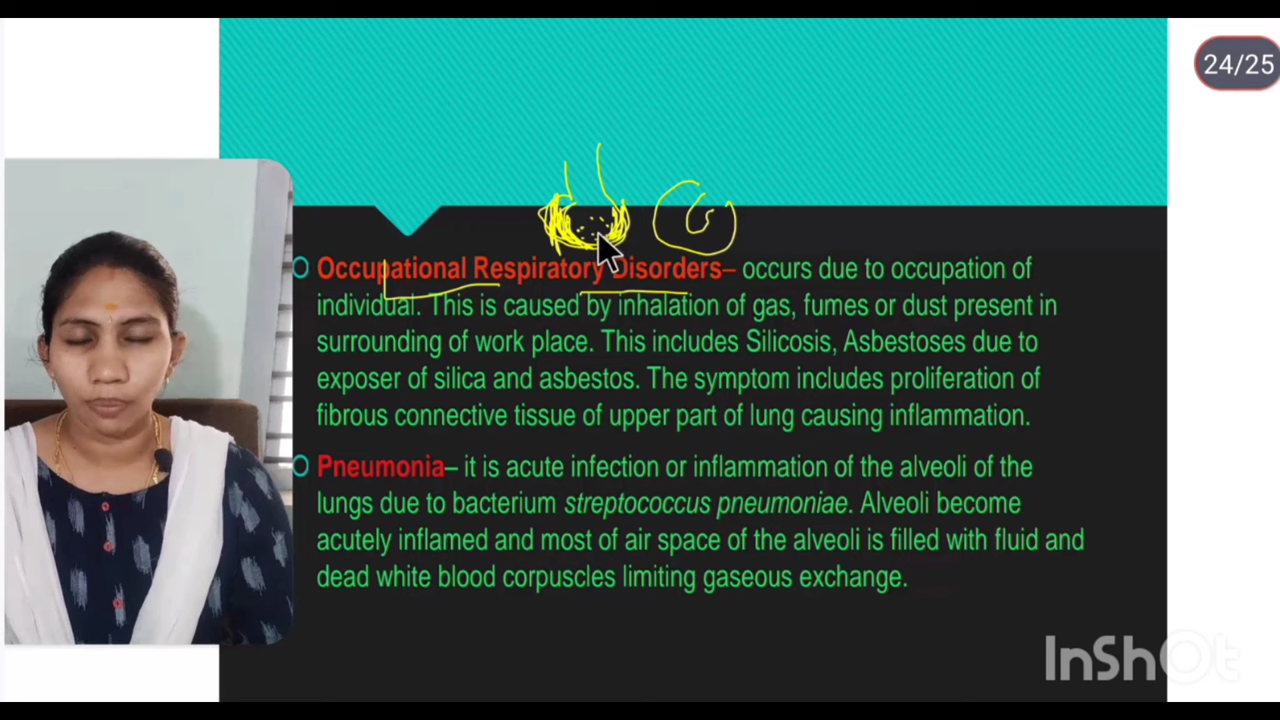 24/25
Occupational Respiratory Disorders– occurs due to occupation of
individual. This is caused by inhalation of gas, fumes or dust present in
surrounding of work place. This includes Silicosis, Asbestoses due to
exposer of silica and asbestos. The symptom includes proliferation of
fibrous connective tissue of upper part of lung causing inflammation.
Pneumonia– it is acute infection or inflammation of the alveoli of the
lungs due to bacterium streptococcus pneumoniae. Alveoli become
acutely inflamed and most of air space of the alveoli is filled with fluid and
dead white blood corpuscles limiting gaseous exchange.
InShOt